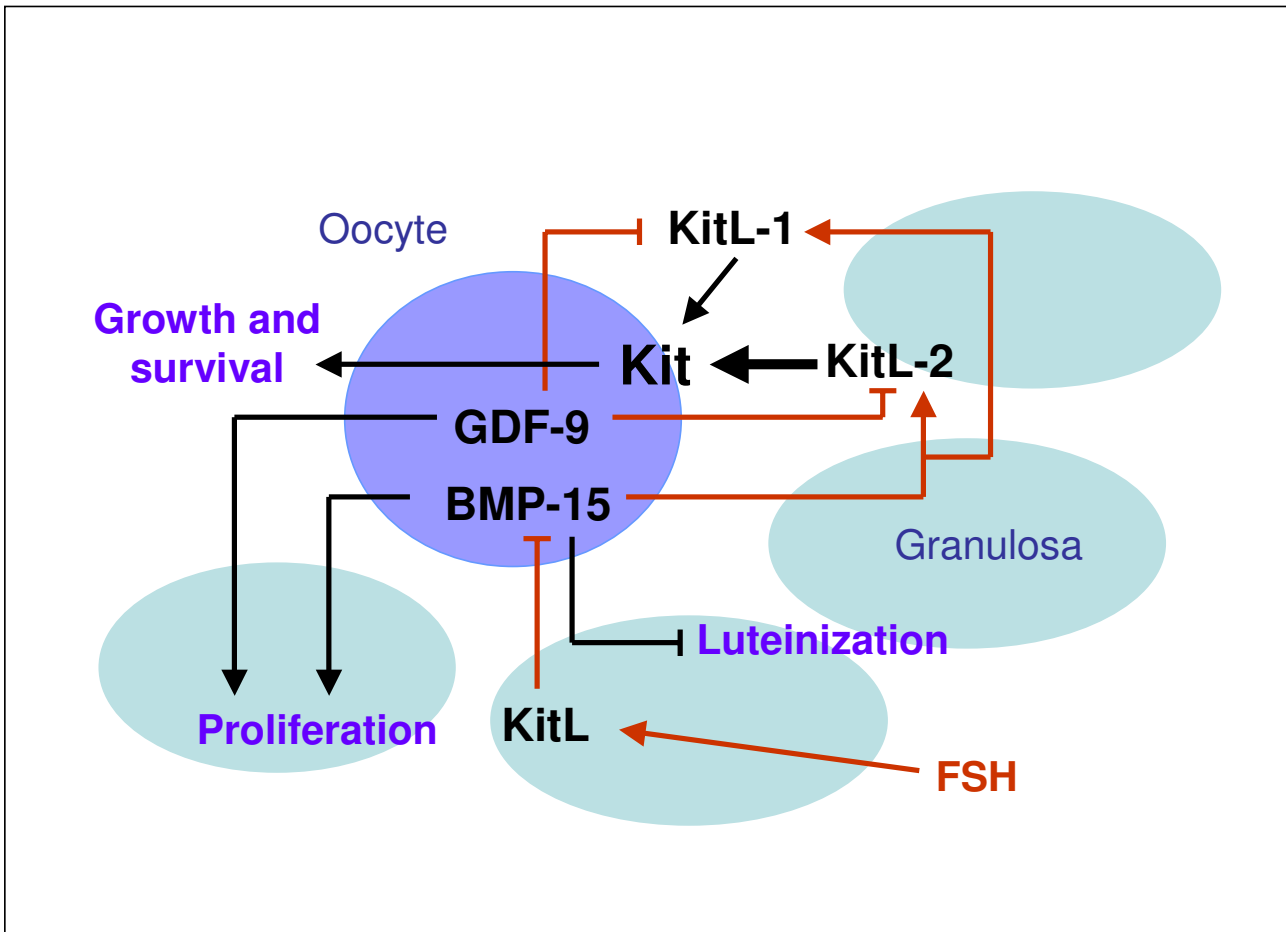 Oocyte
KitL-1
Growth and
survival
Kit
KitL-2
GDF-9
BMP-15
Granulosa
Luteinization
Proliferation
KitL
FSH